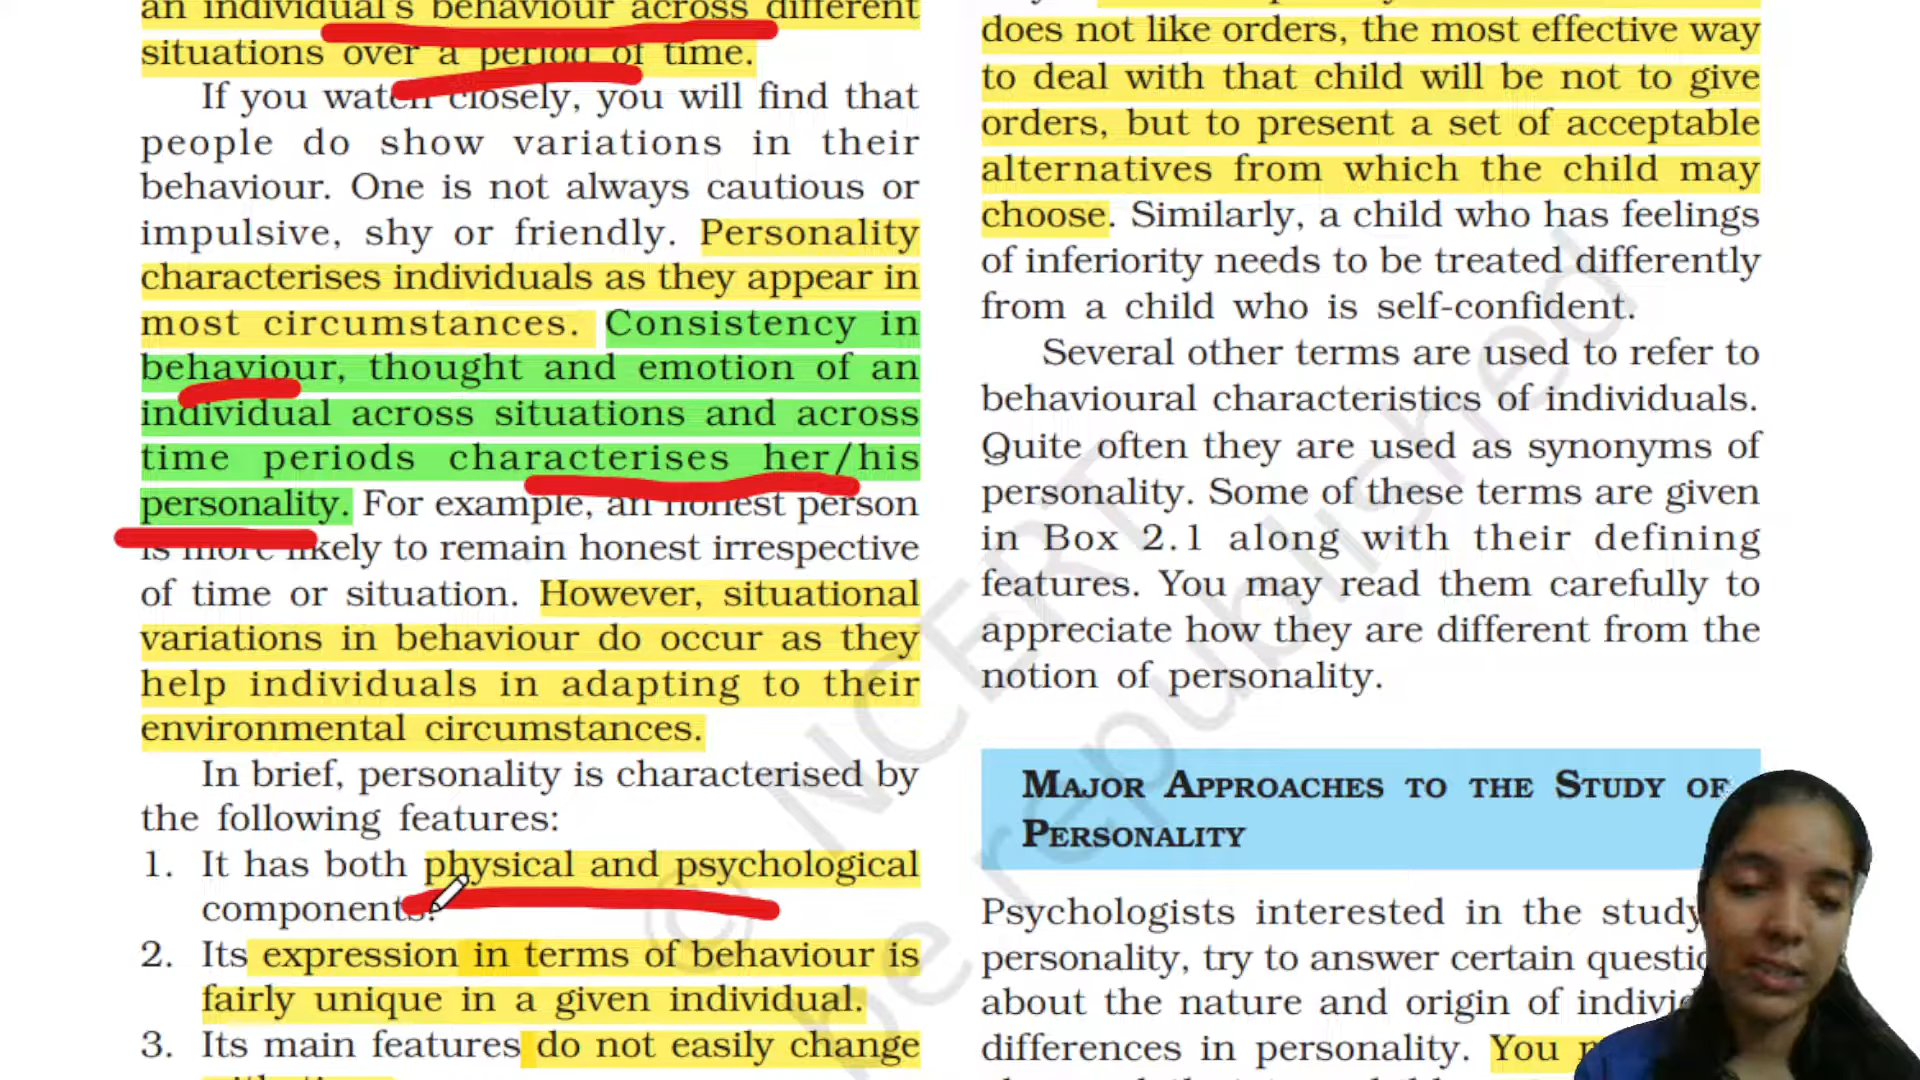 an individual's behaviour across different
situations over a period of time.
If you watch closely, you will find that
people do show variations in their
behaviour. One is not always cautious or
impulsive, shy or friendly. Personality
characterises individuals as they appear in
most circumstances. Consistency in
behaviour, thought and emotion of an
individual across situations and across
time periods characterises her/his
personality. For example, an honest person
is more likely to remain honest irrespective
of time or situation. However, situational
variations in behaviour do occur as they
help individuals in adapting to their
environmental circumstances.
In brief, personality is characterised by
the following features:
1. It has both physical and psychological
components.
2. Its expression in terms of behaviour is
fairly unique in a given individual.
3. Its main features do not easily change
does not like orders, the most effective way
to deal with that child will be not to give
orders, but to present a set of acceptable
alternatives from which the child may
choose. Similarly, a child who has feelings
of inferiority needs to be treated differently
from a child who is self-confident.
Several other terms are used to refer to
behavioural characteristics of individuals.
Quite often they are used as synonyms of
personality. Some of these terms are given
in Box 2.1 along with their defining
features. You may read them carefully to
appreciate how they are different from the
notion of personality.
MAJOR APPROACHES TO THE STUDY OF
PERSONALITY
Psychologists interested in the study
personality, try to answer certain
about the nature and origin of
differences in personality. You
© NCERT
be republished